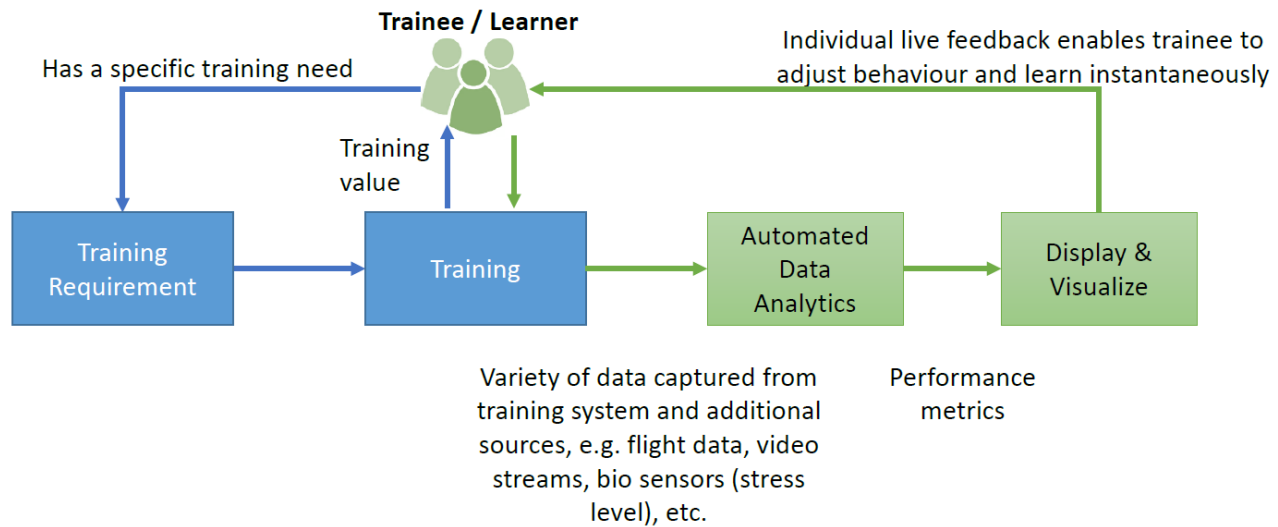 Trainee / Learner
Individual live feedback enables trainee to
adjust behaviour and learn instantaneously
Has a specific training need
Training
value
Training
Requirement
Training
Automated
Data
Analytics
Display &
Visualize
Variety of data captured from
training system and additional
sources, e.g. flight data, video
streams, bio sensors (stress
level), etc.
Performance
metrics